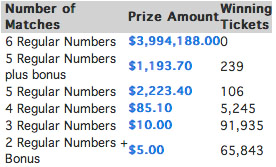 Number of Matches Prize Amount Winning Tickets
6 Regular Numbers $3,994,188.00 0
5 Regular Numbers plus bonus $1,193.70 239
5 Regular Numbers $2,223.40 106
4 Regular Numbers $85.10 5,245
3 Regular Numbers $10.00 91,935
2 Regular Numbers + Bonus $5.00 65,843